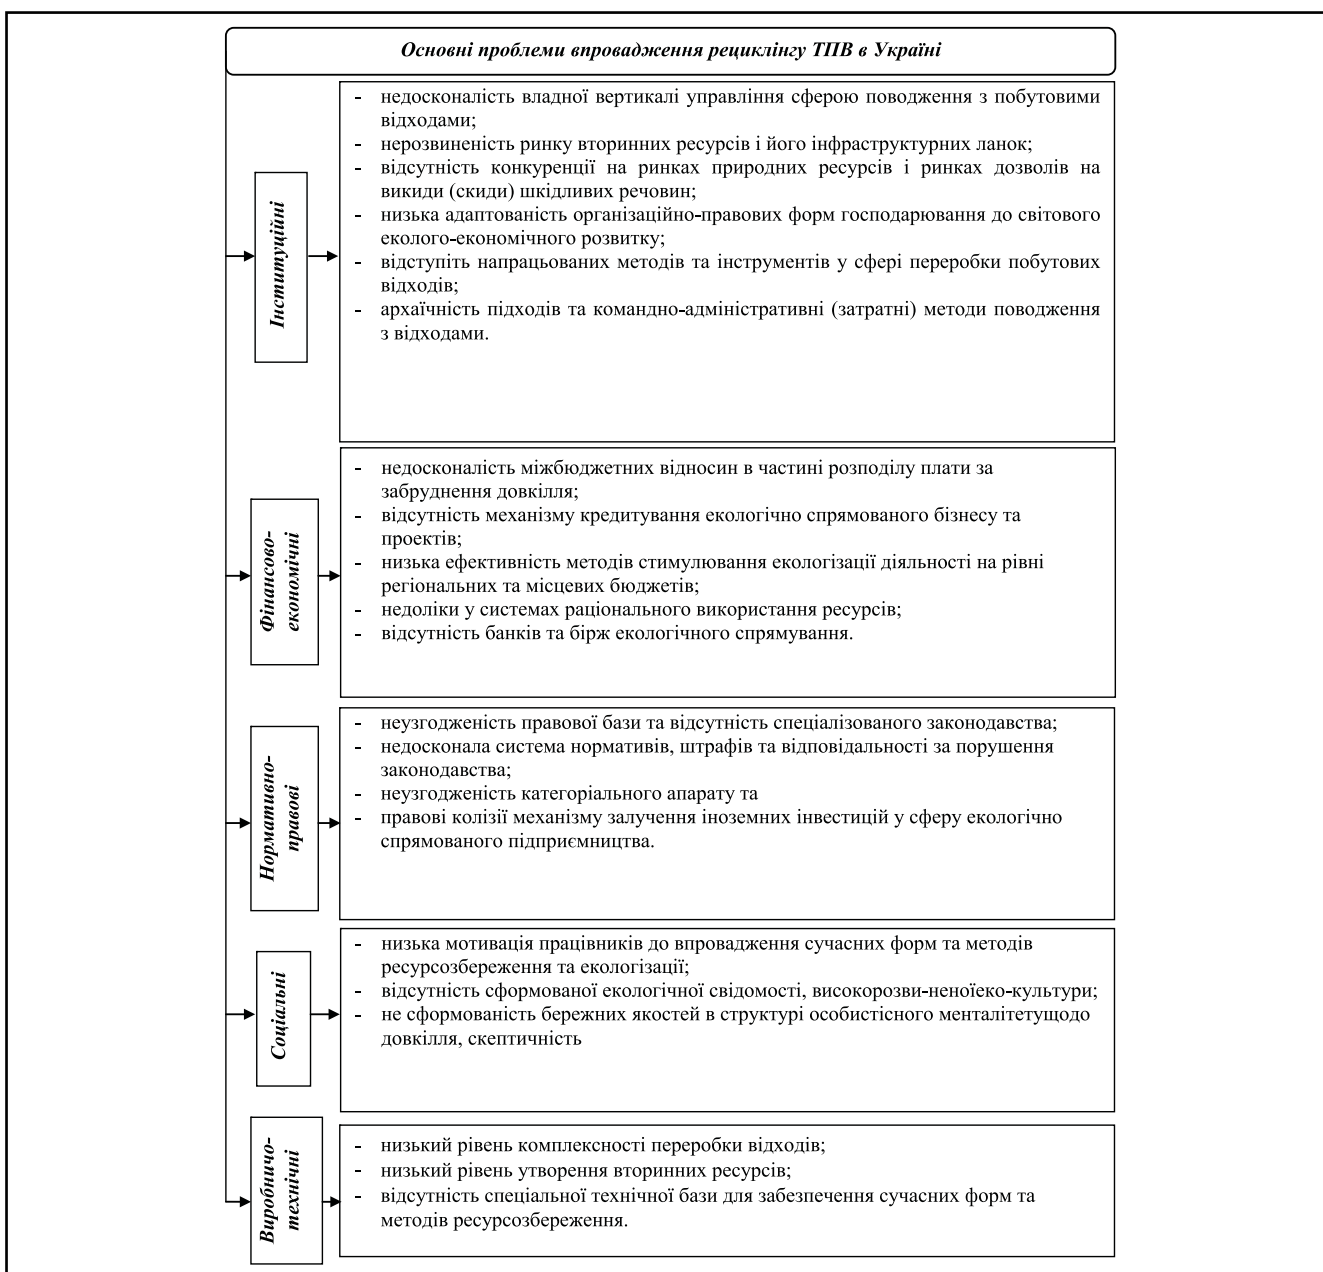 Основні проблеми впровадження рециклінгу ТПВ в Україні
Інституційні
- недосконалість владної вертикалі управління сферою поводження з побутовими
відходами;
- нерозвиненість ринку вторинних ресурсів і його інфраструктурних ланок;
- відсутність конкуренції на ринках природних ресурсів і ринках дозволів на
викиди (скиди) шкідливих речовин;
- низька адаптованість організаційно-правових форм господарювання до світового
еколого-економічного розвитку;
- відступіть напрацьованих методів та інструментів у сфері переробки побутових
відходів;
- архаїчність підходів та командно-адміністративні (затратні) методи поводження
з відходами.
Фінансово-
економічні
- недосконалість міжбюджетних відносин в частині розподілу плати за
забруднення довкілля;
- відсутність механізму кредитування екологічно спрямованого бізнесу та
проектів;
- низька ефективність методів стимулювання екологізації діяльності на рівні
регіональних та місцевих бюджетів;
- недоліки у системах раціонального використання ресурсів;
- відсутність банків та бірж екологічного спрямування.
Нормативно-
правові
- неузгодженість правової бази та відсутність спеціалізованого законодавства;
- недосконала система нормативів, штрафів та відповідальності за порушення
законодавства;
- неузгодженість категоріального апарату та
- правові колізії механізму залучення іноземних інвестицій у сферу екологічно
спрямованого підприємництва.
Соціальні
- низька мотивація працівників до впровадження сучасних форм та методів
ресурсозбереження та екологізації;
- відсутність сформованої екологічної свідомості, високорозви-неноїеко-культури;
- не сформованість бережних якостей в структурі особистісного менталітетущодо
довкілля, скептичність
Виробничо-
технічні
- низький рівень комплексності переробки відходів;
- низький рівень утворення вторинних ресурсів;
- відсутність спеціальної технічної бази для забезпечення сучасних форм та
методів ресурсозбереження.